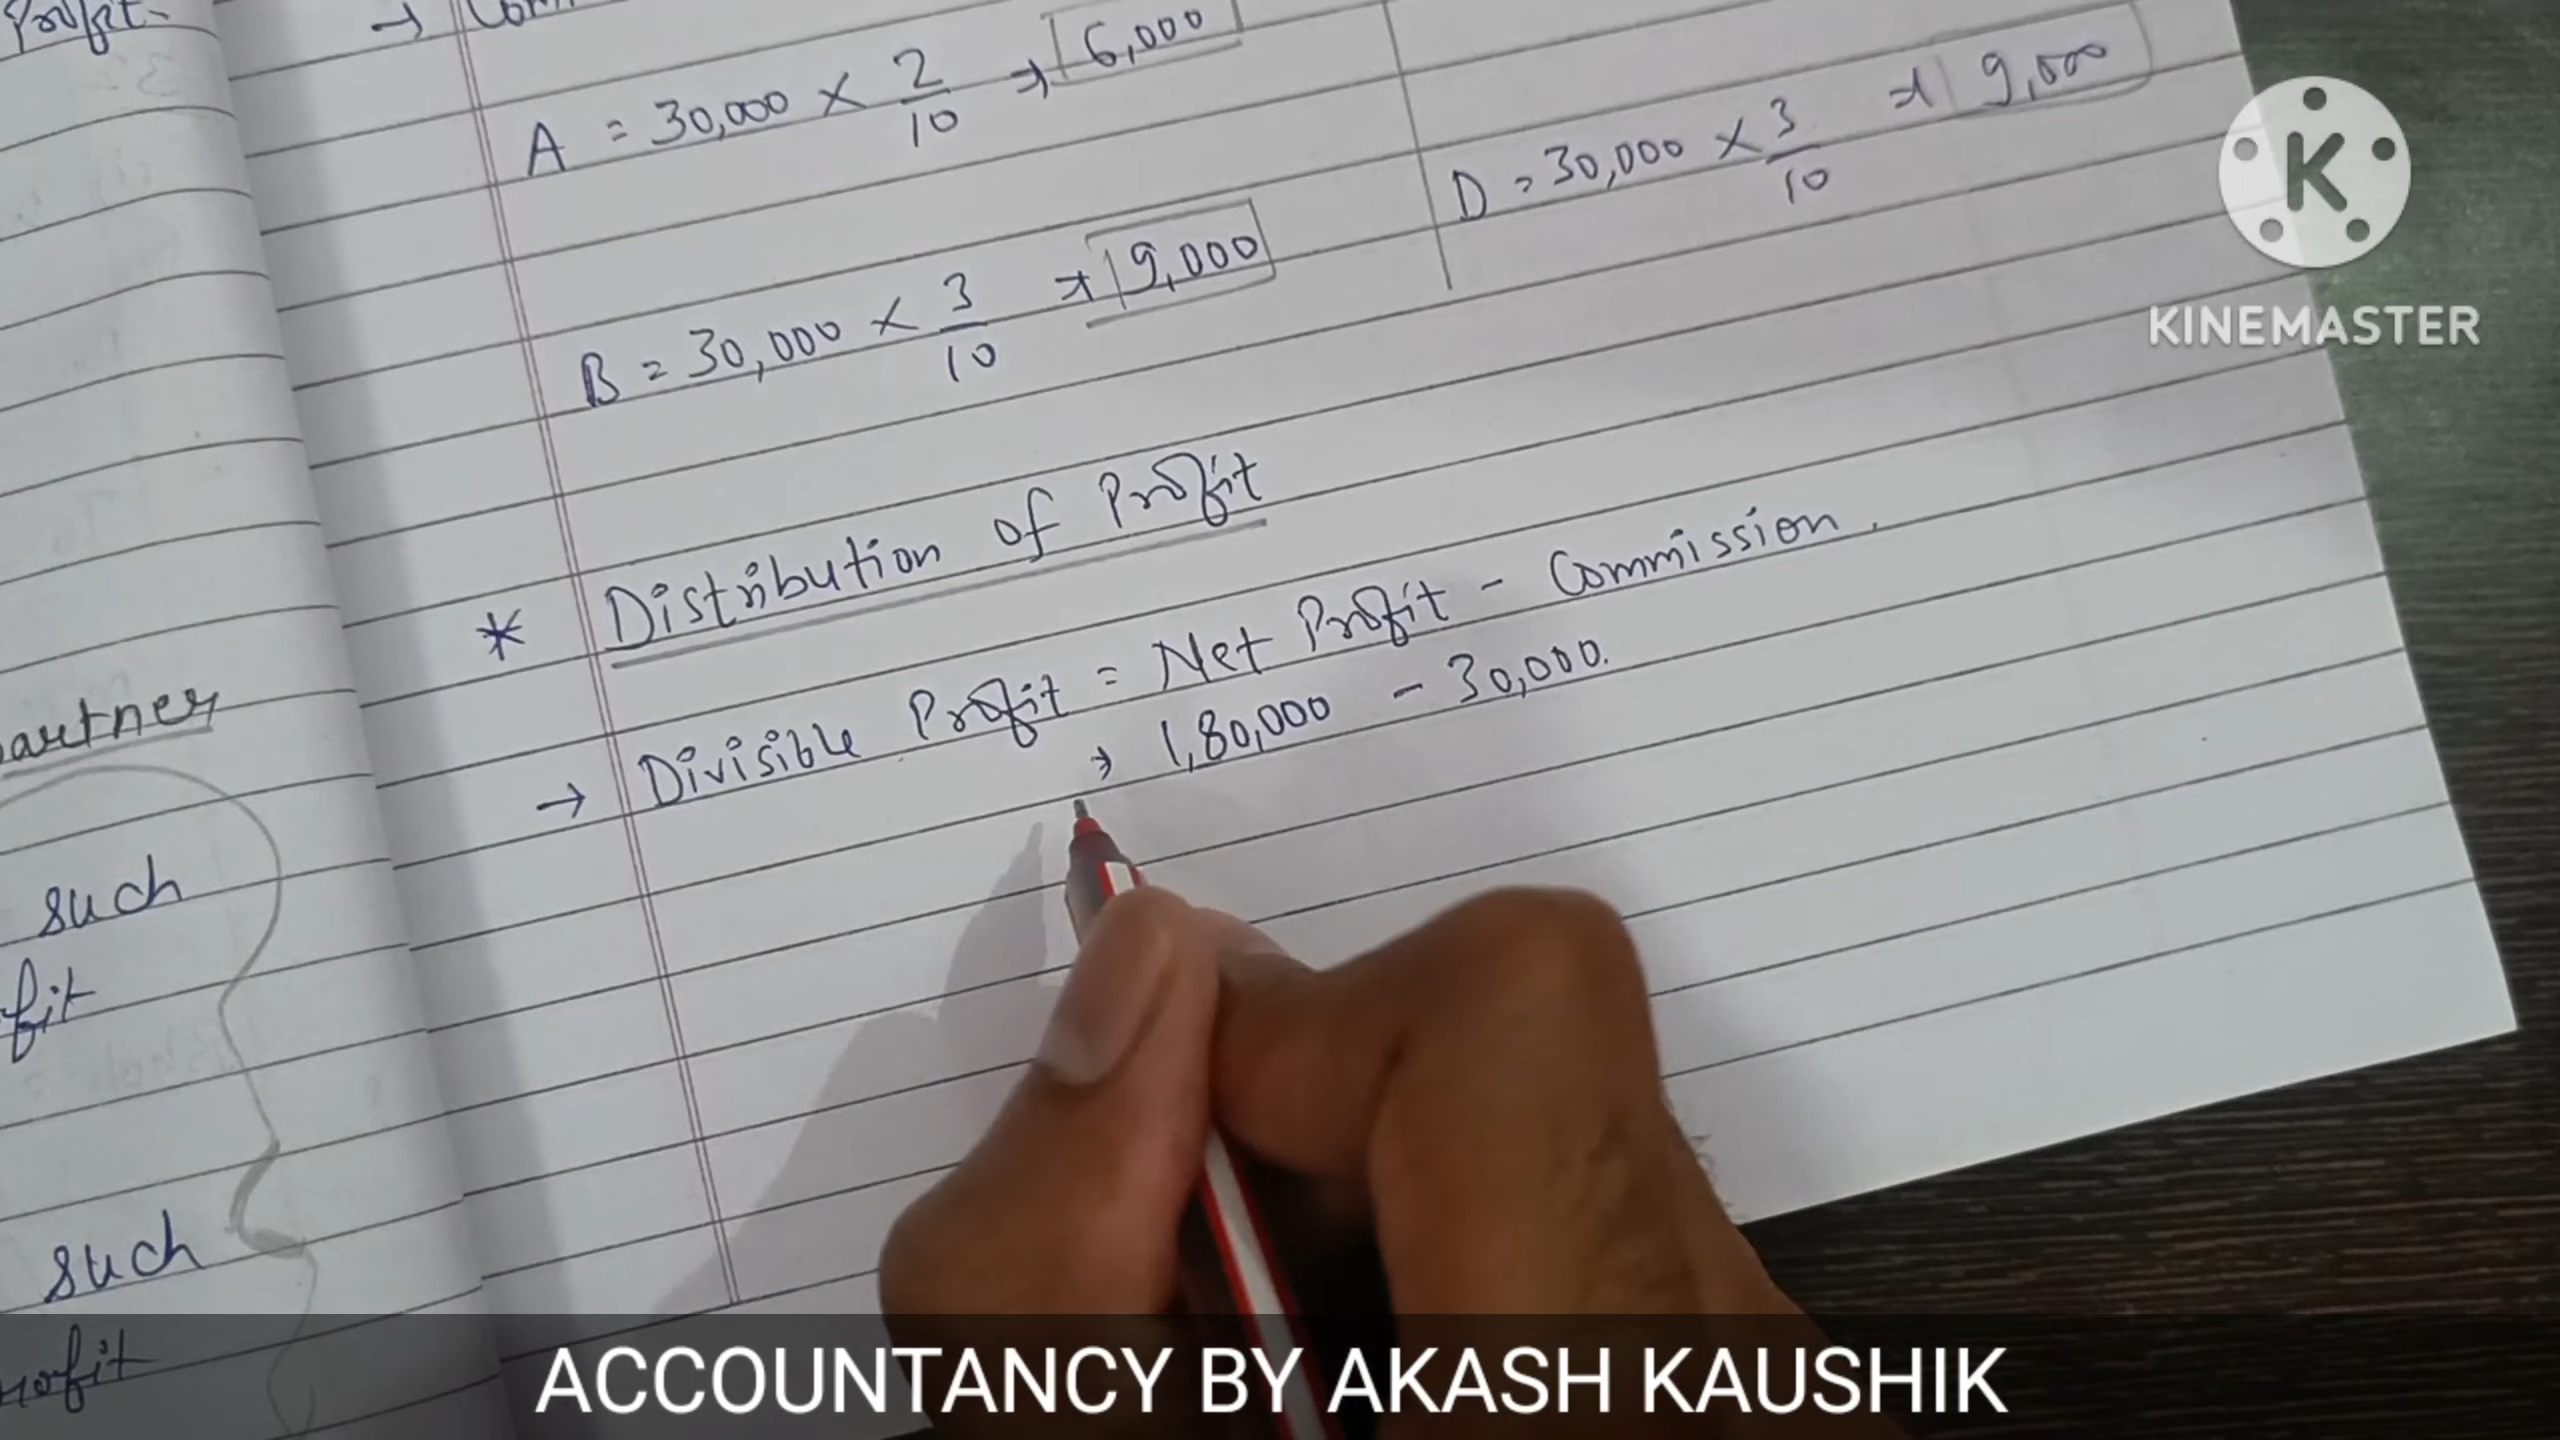 Profit.
→
A = 30,000 × 2/10 → 6,000
D = 30,000 × 3/10 → 9,000
B = 30,000 × 3/10 → 9,000
* Distribution of Profit
→ Divisible Profit = Net Profit - Commission.
→ 1,80,000 - 30,000.
artner
such
fit
such
rofit
K
KINEMASTER
ACCOUNTANCY BY AKASH KAUSHIK